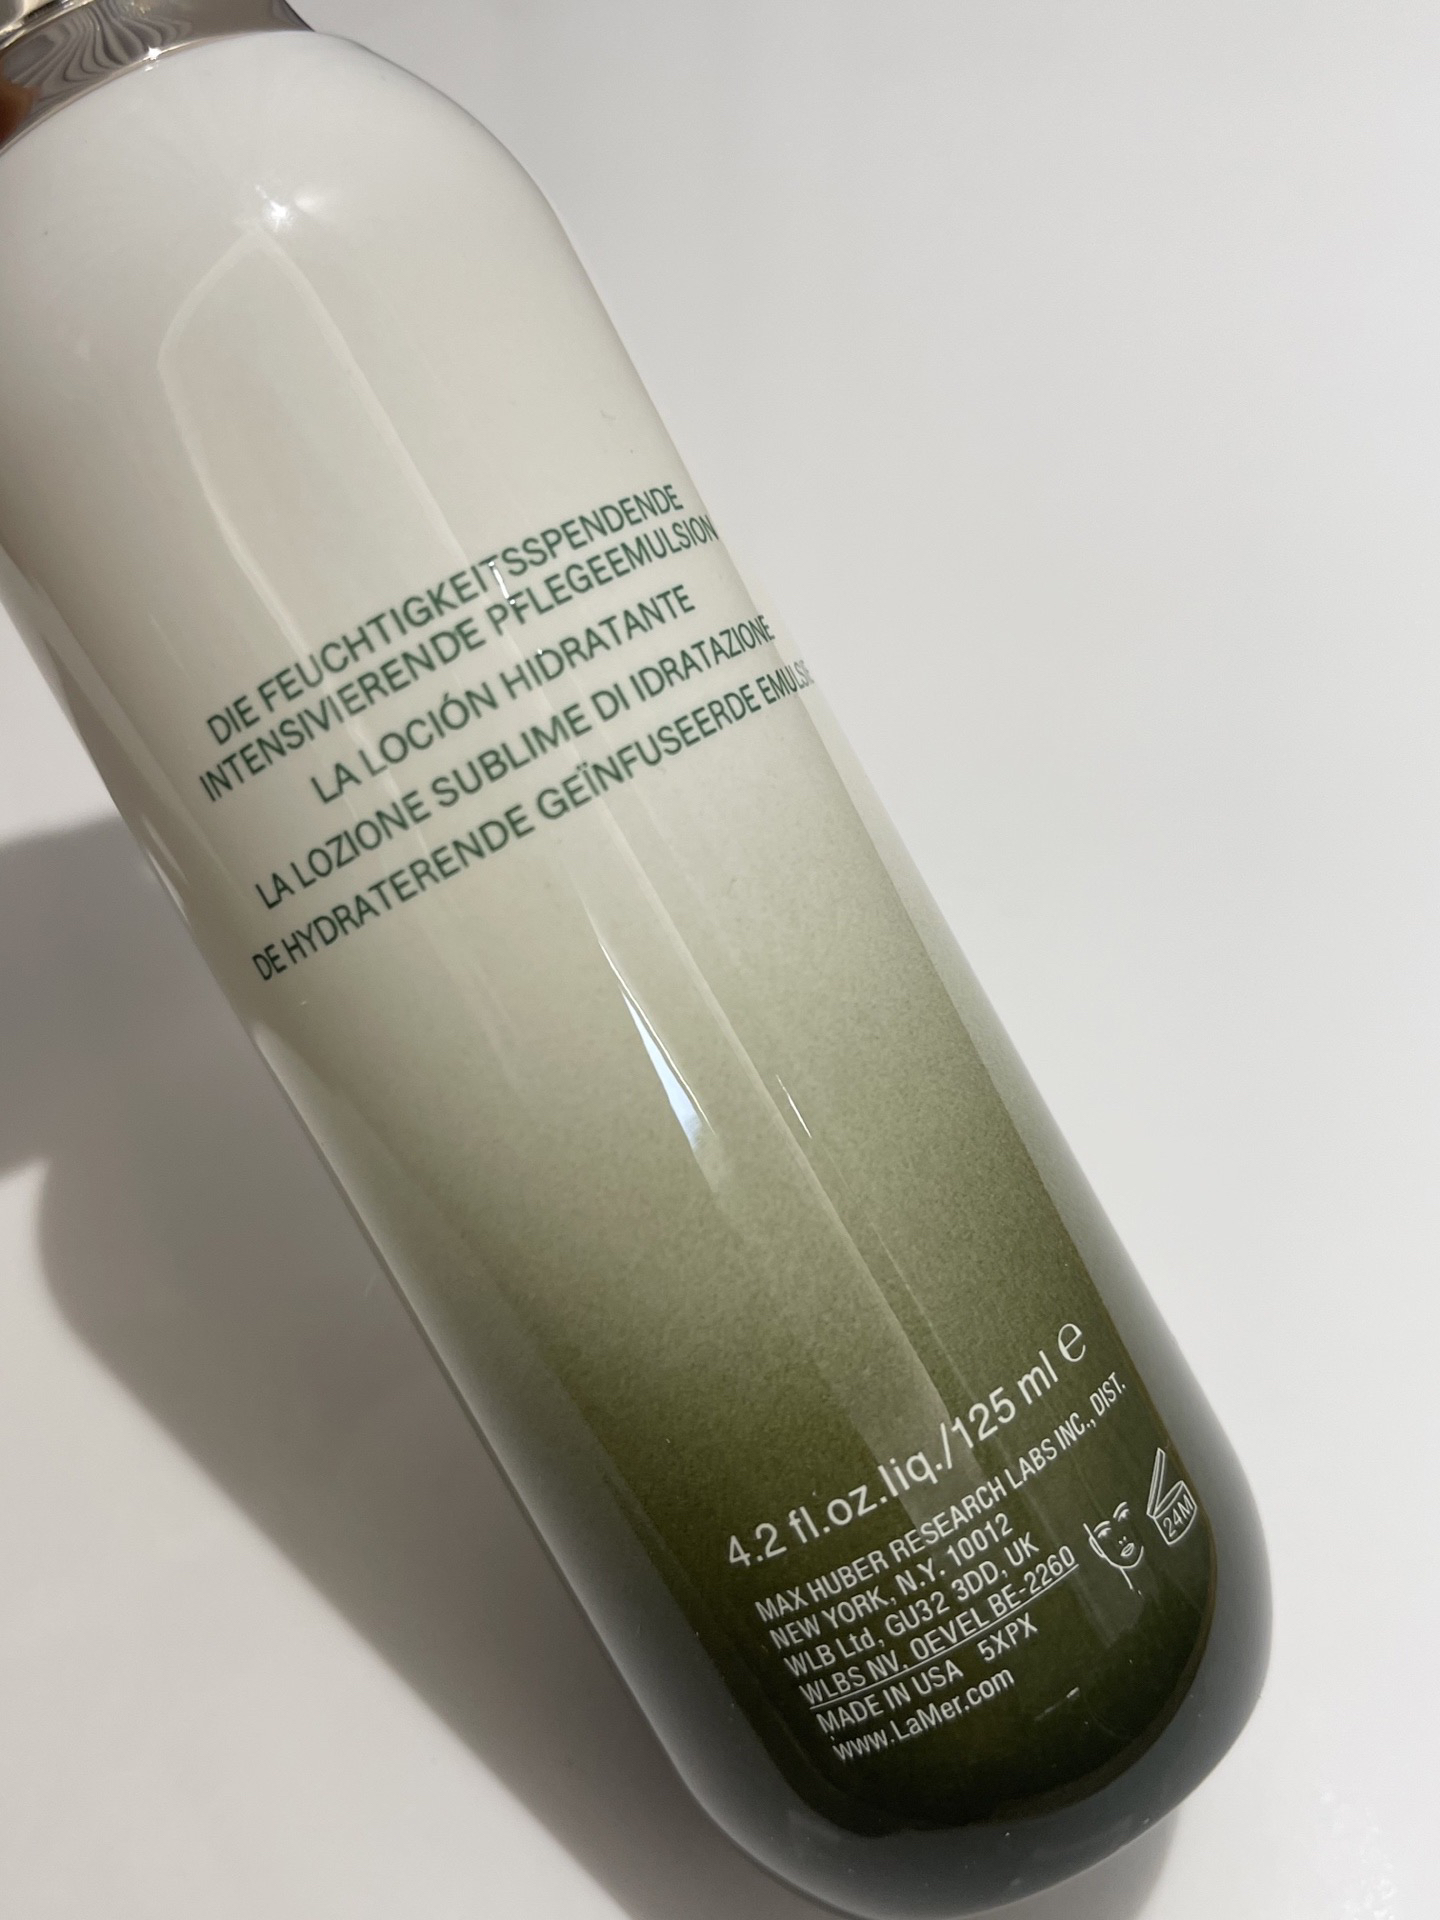 DIE FEUCHTIGKEITSSPENDENDE
INTENSIVIERENDE PFLEGEEMULSION
LA LOCIÓN HIDRATANTE
LA LOZIONE SUBLIME DI IDRATAZIONE
DE HYDRATERENDE GEÏNFUSEERDE
4.2 fl.oz.liq./125 ml ℮
MAX HUBER RESEARCH LABS INC., DIST.
NEW YORK, N.Y. 10012
WLB Ltd, GU32 3DD, UK
WLBS NV. OEVEL BE-2260
MADE IN USA 5XPX
www.LaMer.com
24M